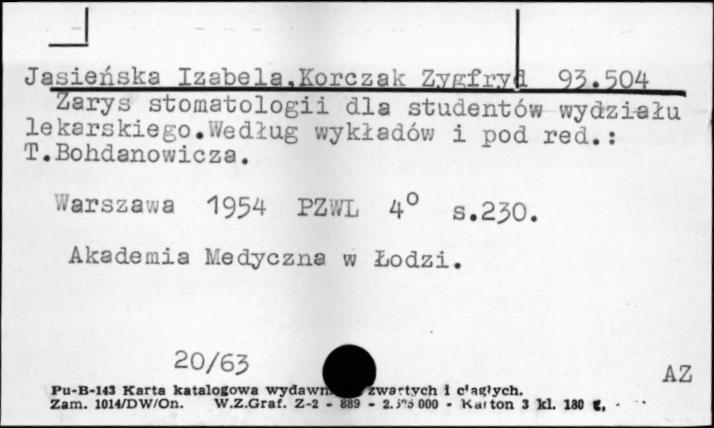 Jasieńska Izabela,Korczak Zygfryd 93.504
Zarys stomatologii dla studentów wydziału
lekarskiego.Według wykładów i pod red.:
T.Bohdanowicza.
Warszawa 1954 PZWL 4° s.230.
Akademia Medyczna w Łodzi.
20/63
AZ
Pu-B-143 Karta katalogowa zwartych i ciągłych.
Zam. 1014/DW/On. W.Z.Graf. Z-2 - 889 - 000 - Karton 3 kl. 180